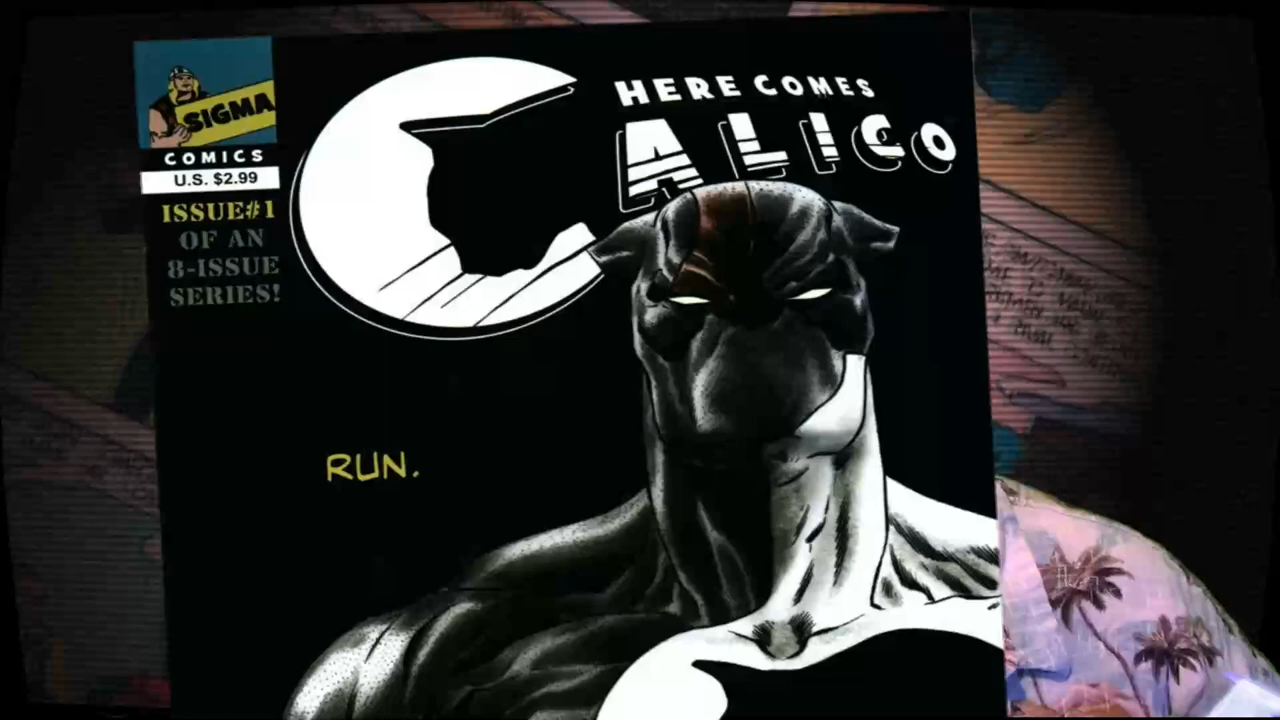 SIGMA
COMICS
U.S. $2.99
ISSUE#1
OF AN
8-ISSUE
SERIES!
HERE COMES
CALICO
RUN.